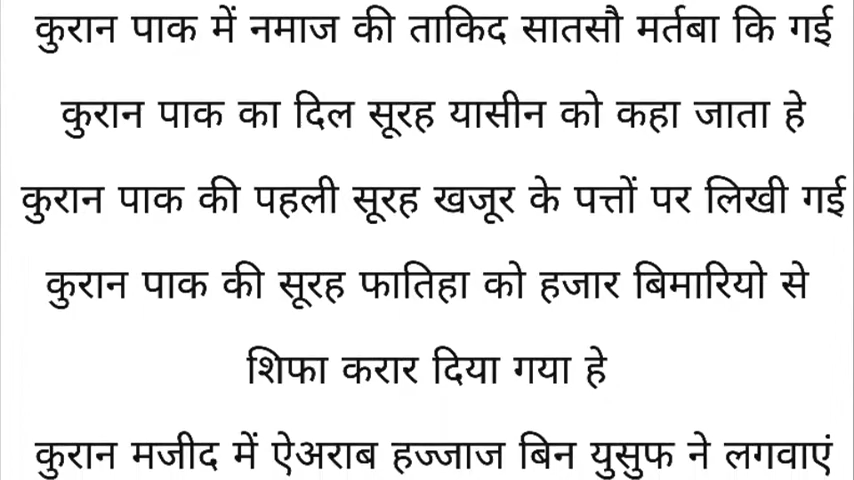 कुरान पाक में नमाज की ताकिद सातसौ मर्तबा कि गई
कुरान पाक का दिल सूरह यासीन को कहा जाता हे
कुरान पाक की पहली सूरह खजूर के पत्तों पर लिखी गई
कुरान पाक की सूरह फातिहा को हजार बिमारियो से
शिफा करार दिया गया हे
कुरान मजीद में ऐअराब हज्जाज बिन युसुफ ने लगवाएं